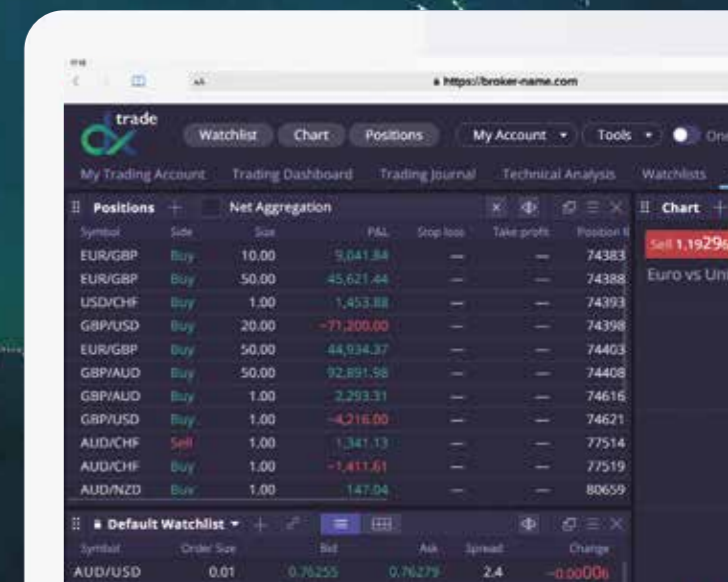 https://broker-name.com
trade
Watchlist Chart Positions My Account Tools One
My Trading Account Trading Dashboard Trading Journal Technical Analysis Watchlists
Positions Net Aggregation Chart
Symbol Side Size P&L Stop loss Take profit Position
Sell 1,19296
EUR/GBP Buy 10.00 9,041.84 — — 74383
Euro vs Uni
EUR/GBP Buy 50.00 45,621.44 — — 74388
USD/CHF Buy 1.00 1,453.88 — — 74393
GBP/USD Buy 20.00 −71,200.00 — — 74398
EUR/GBP Buy 50.00 44,934.37 — — 74403
GBP/AUD Buy 50.00 92,891.98 — — 74408
GBP/AUD Buy 1.00 2,293.31 — — 74616
GBP/USD Buy 1.00 −4,216.00 — — 74621
AUD/CHF Sell 1.00 1,341.13 — — 77514
AUD/CHF Buy 1.00 −1,411.61 — — 77519
AUD/NZD Buy 1.00 147.04 — — 80659
Default Watchlist
Symbol Order Size Bid Ask Spread Change
AUD/USD 0.01 0.76255 0.76279 2.4 −0.00006